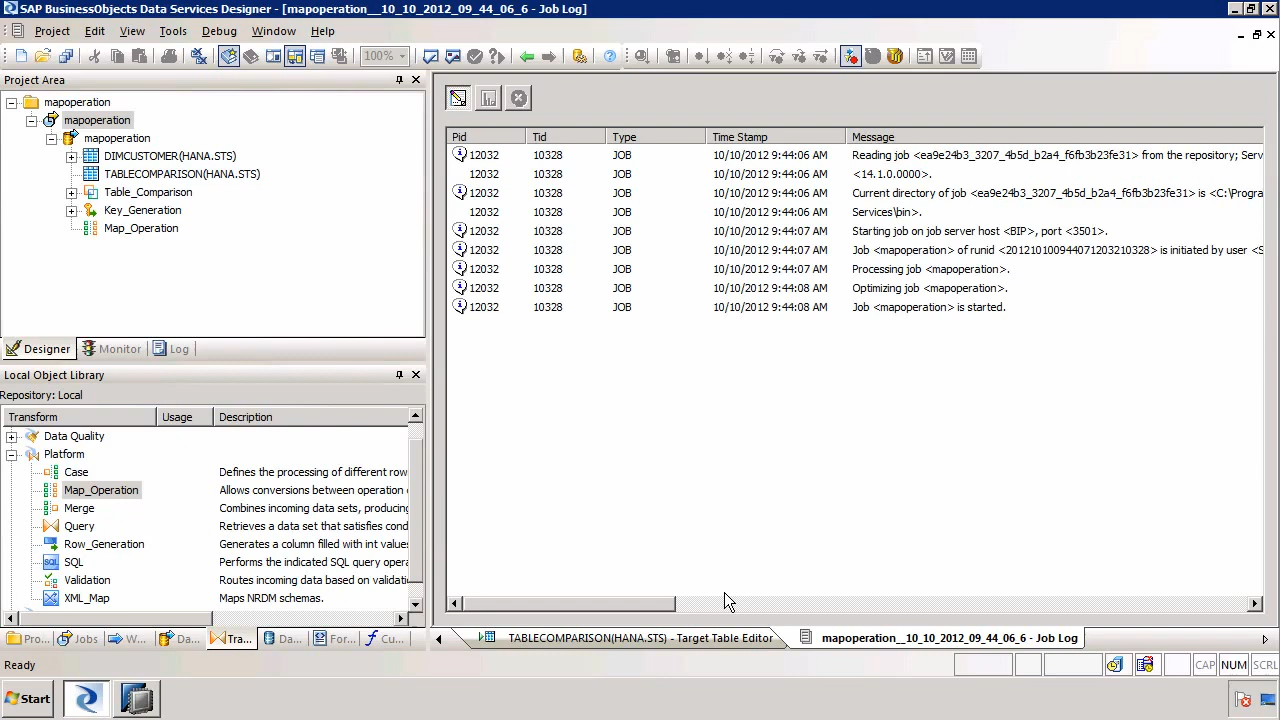 SAP BusinessObjects Data Services Designer - [mapoperation__10_10_2012_09_44_06_6 - Job Log]
Project Edit View Tools Debug Window Help
100%
Project Area
mapoperation
mapoperation
mapoperation
DIMCUSTOMER(HANA.STS)
TABLECOMPARISON(HANA.STS)
Table_Comparison
Key_Generation
Map_Operation
Designer Monitor Log
Local Object Library
Repository: Local
Transform Usage Description
Data Quality
Platform
Case Defines the processing of different row
Map_Operation Allows conversions between operation
Merge Combines incoming data sets, producing
Query Retrieves a data set that satisfies cond
Row_Generation Generates a column filled with int values
SQL Performs the indicated SQL query opera
Validation Routes incoming data based on validati
XML_Map Maps NRDM schemas.
Pro... Jobs W... Da... Tra... Da... For... Cu...
Pid Tid Type Time Stamp Message
12032 10328 JOB 10/10/2012 9:44:06 AM Reading job <ea9e24b3_3207_4b5d_b2a4_f6fb3b23fe31> from the repository; Serv
12032 10328 JOB 10/10/2012 9:44:06 AM <14.1.0.0000>.
12032 10328 JOB 10/10/2012 9:44:06 AM Current directory of job <ea9e24b3_3207_4b5d_b2a4_f6fb3b23fe31> is <C:\Progra
12032 10328 JOB 10/10/2012 9:44:06 AM Services\bin>.
12032 10328 JOB 10/10/2012 9:44:07 AM Starting job on job server host <BIP>, port <3501>.
12032 10328 JOB 10/10/2012 9:44:07 AM Job <mapoperation> of runid <2012101009440712032​10328> is initiated by user <S
12032 10328 JOB 10/10/2012 9:44:07 AM Processing job <mapoperation>.
12032 10328 JOB 10/10/2012 9:44:08 AM Optimizing job <mapoperation>.
12032 10328 JOB 10/10/2012 9:44:08 AM Job <mapoperation> is started.
TABLECOMPARISON(HANA.STS) - Target Table Editor mapoperation__10_10_2012_09_44_06_6 - Job Log
Ready CAP NUM SCRL
Start